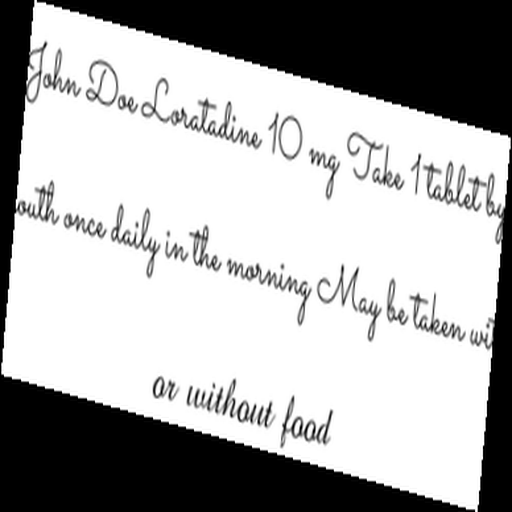 John Doe Loratadine 10 mg Take 1 tablet by
outh once daily in the morning May be taken wi
or without food